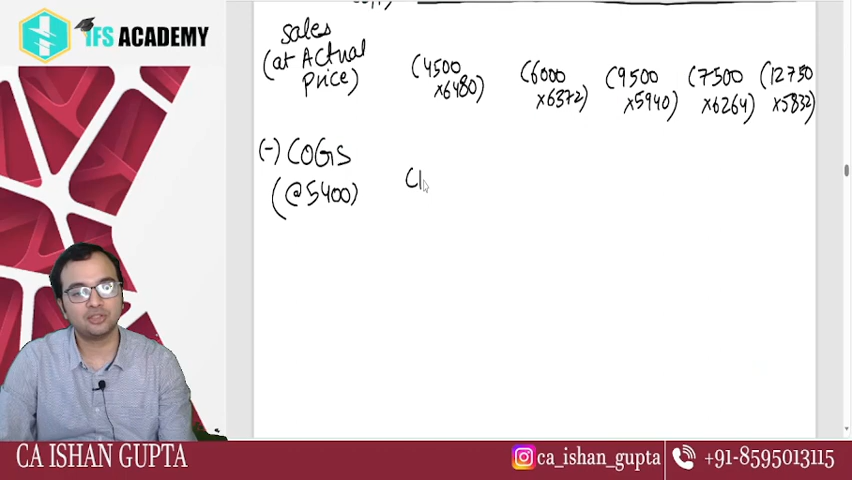 IFS ACADEMY
Sales
(at Actual
Price)
(4500
x6480)
(6000
x6372)
(9500
x5940)
(7500
x6264)
(12750
x5832)
(-) COGS
(@5400)
CA ISHAN GUPTA
ca_ishan_gupta
+91-8595013115